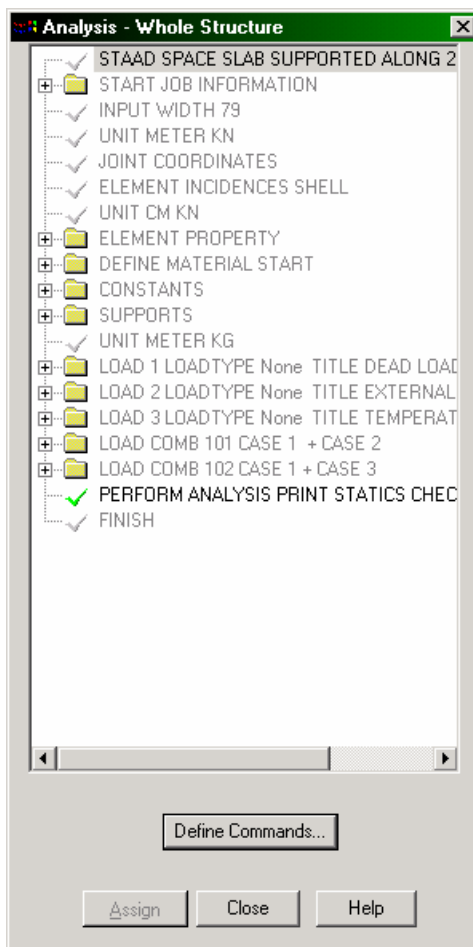 Analysis - Whole Structure
STAAD SPACE SLAB SUPPORTED ALONG 2
START JOB INFORMATION
INPUT WIDTH 79
UNIT METER KN
JOINT COORDINATES
ELEMENT INCIDENCES SHELL
UNIT CM KN
ELEMENT PROPERTY
DEFINE MATERIAL START
CONSTANTS
SUPPORTS
UNIT METER KG
LOAD 1 LOADTYPE None TITLE DEAD LOAD
LOAD 2 LOADTYPE None TITLE EXTERNAL
LOAD 3 LOADTYPE None TITLE TEMPERAT
LOAD COMB 101 CASE 1 + CASE 2
LOAD COMB 102 CASE 1 + CASE 3
PERFORM ANALYSIS PRINT STATICS CHEC
FINISH
Define Commands...
Assign Close Help